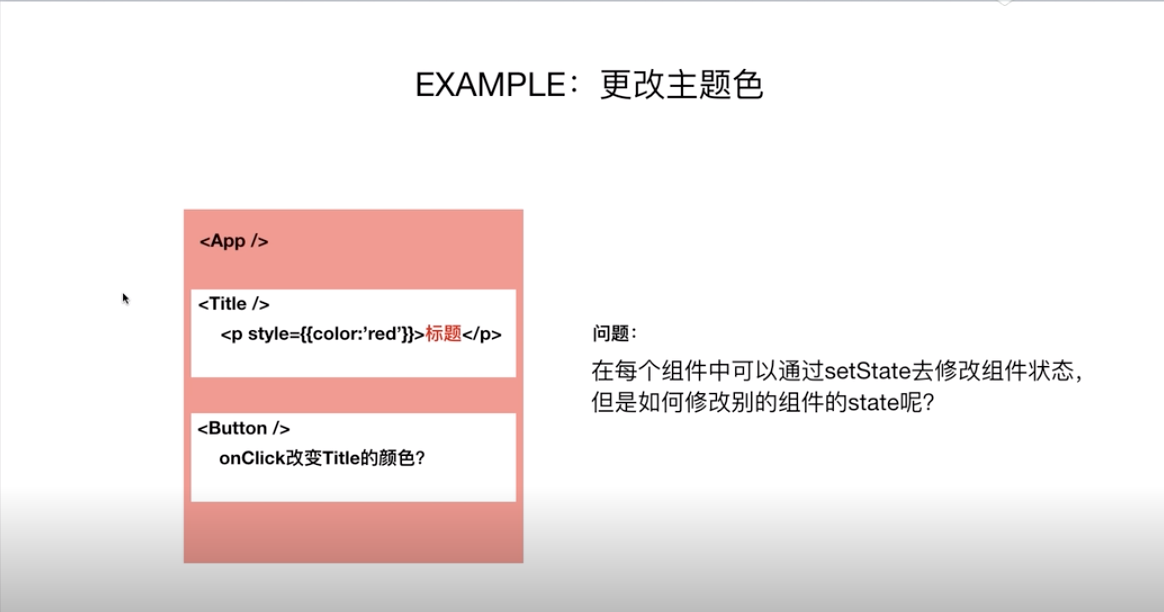 EXAMPLE：更改主题色
<App />
<Title />
<p style={{color:’red’}}>标题</p>
<Button />
onClick改变Title的颜色?
问题：
在每个组件中可以通过setState去修改组件状态，
但是如何修改别的组件的state呢?